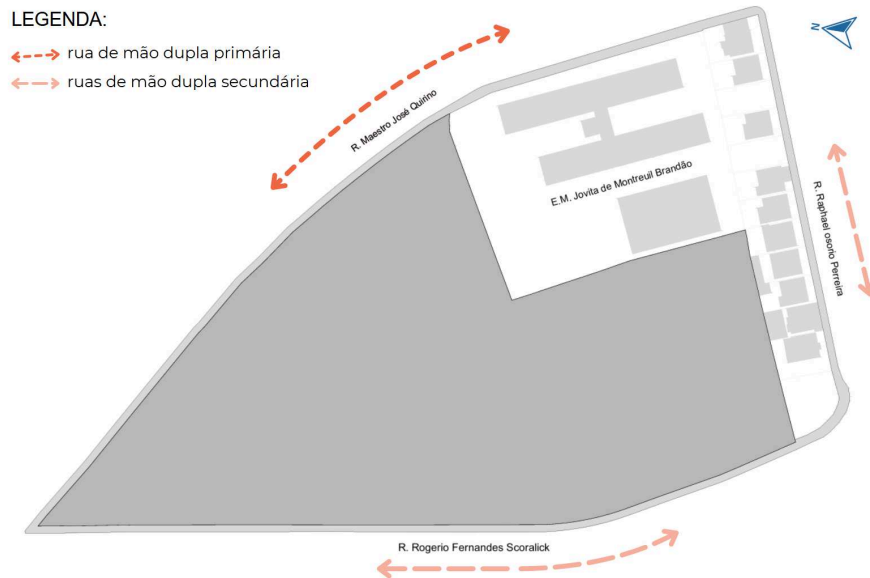 LEGENDA:
rua de mão dupla primária
ruas de mão dupla secundária
N
R. Maestro José Quirino
E.M. Jovita de Montreuil Brandão
R. Raphael osorio Perreira
R. Rogerio Fernandes Scoralick